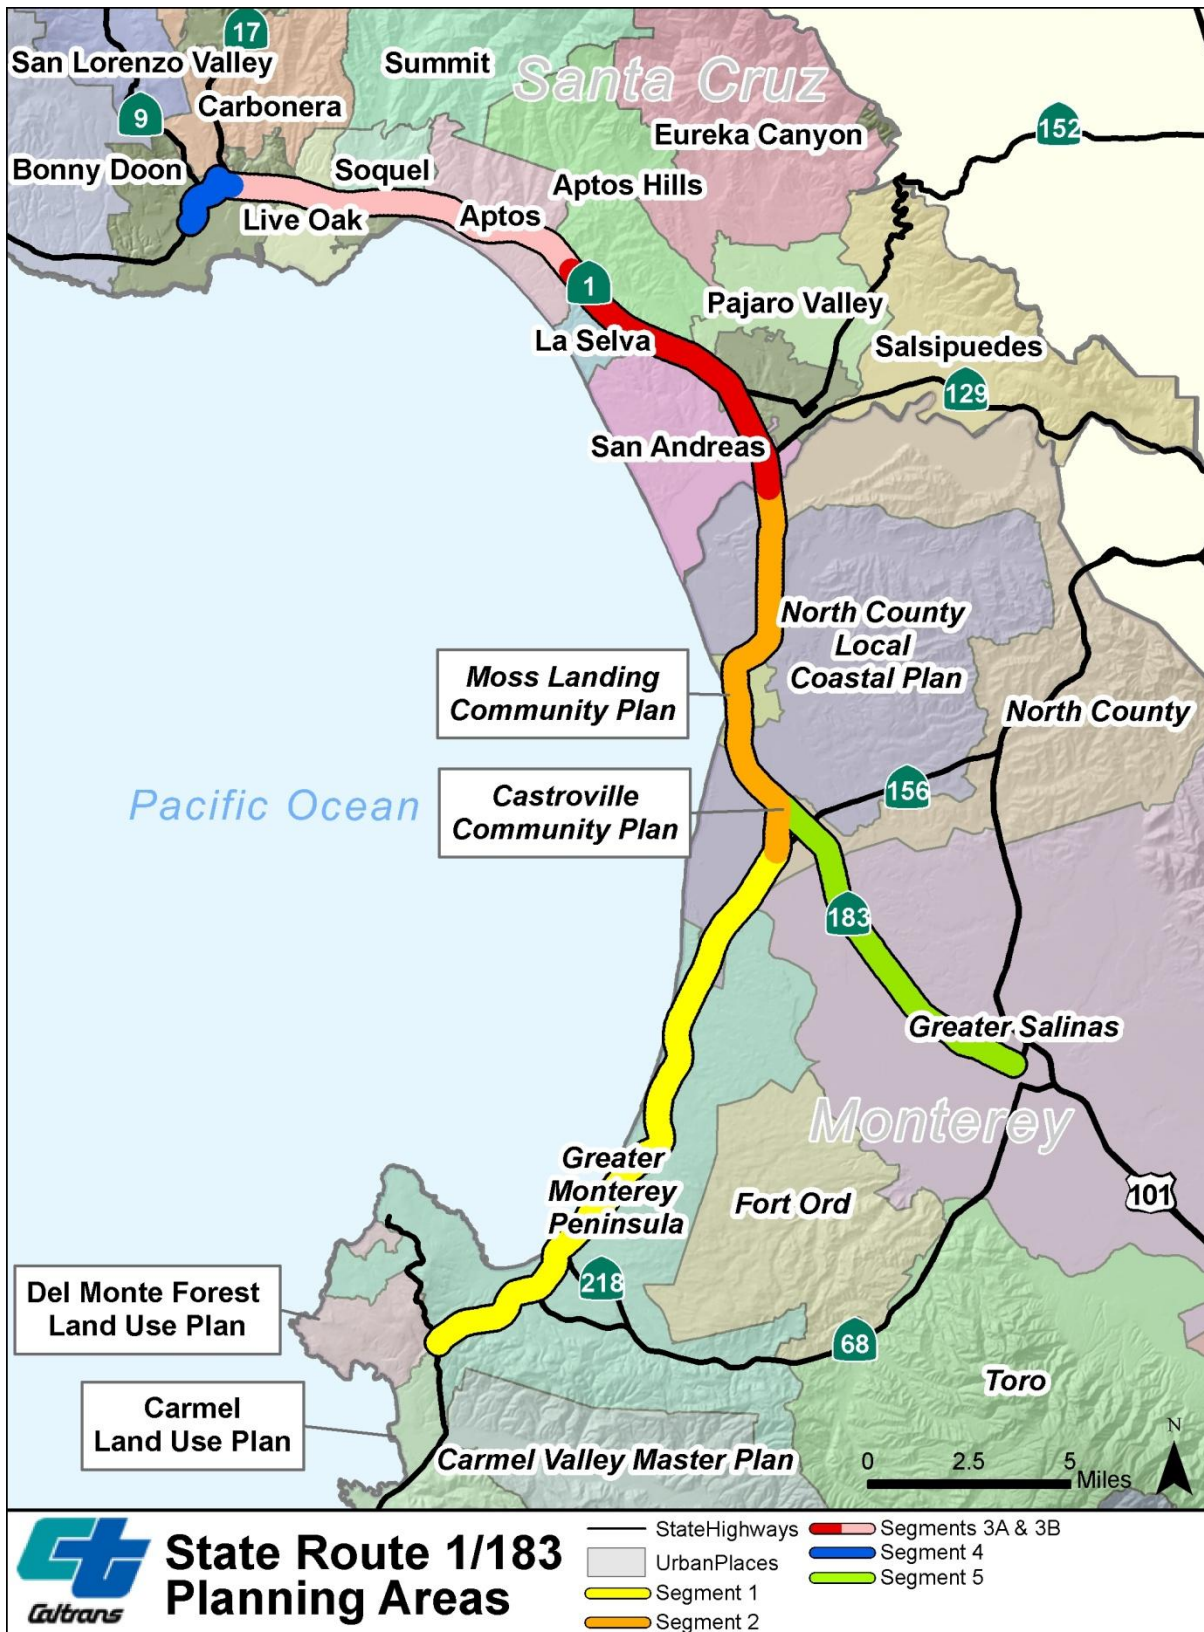 17
San Lorenzo Valley
Summit
Santa Cruz
Carbonera
9
Eureka Canyon
152
Bonny Doon
Soquel
Aptos Hills
Live Oak
Aptos
1
Pajaro Valley
La Selva
Salsipuedes
129
San Andreas
North County
Local
Coastal Plan
Moss Landing
Community Plan
North County
156
Pacific Ocean
Castroville
Community Plan
183
Greater Salinas
Monterey
Greater
Monterey
Peninsula
Fort Ord
101
218
Del Monte Forest
Land Use Plan
68
Toro
Carmel
Land Use Plan
Carmel Valley Master Plan
N
0 2.5 5
Miles
Caltrans
State Route 1/183
Planning Areas
StateHighways
UrbanPlaces
Segment 1
Segment 2
Segments 3A & 3B
Segment 4
Segment 5